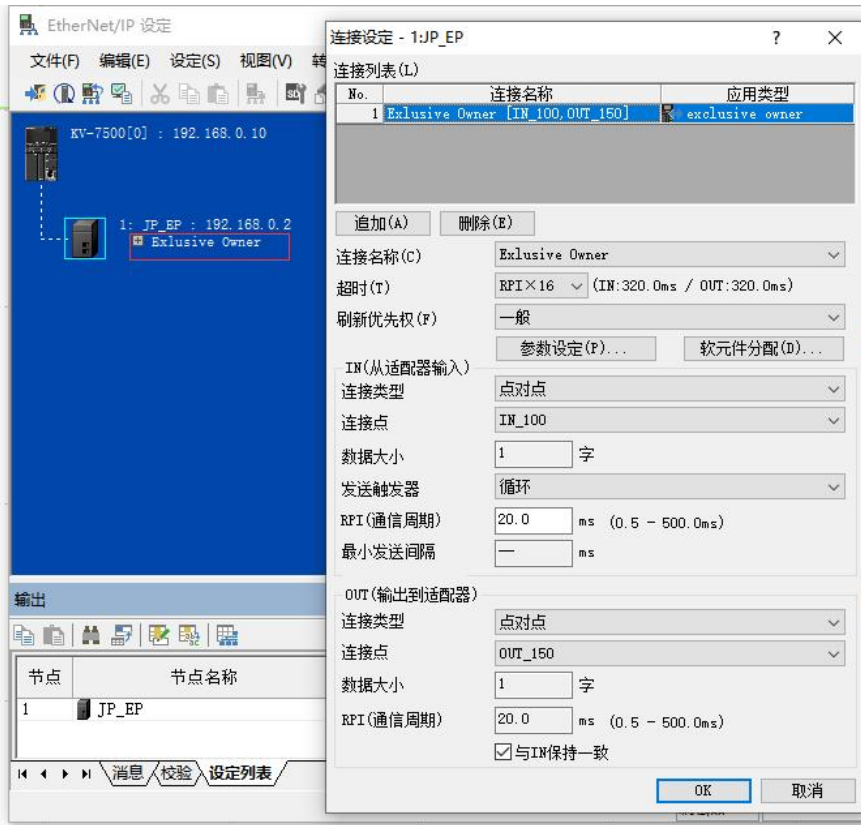 EtherNet/IP 设定
文件(F) 编辑(E) 设定(S) 视图(V) 转
KV-7500[0] : 192.168.0.10
1: JP_EP : 192.168.0.2
Exlusive Owner
输出
节点 节点名称
1 JP_EP
消息 校验 设定列表
连接设定 - 1:JP_EP
连接列表(L)
No. 连接名称 应用类型
1 Exlusive Owner [IN_100,OUT_150] exclusive owner
追加(A) 删除(E)
连接名称(C) Exlusive Owner
超时(T) RPI×16 (IN:320.0ms / OUT:320.0ms)
刷新优先权(F) 一般
参数设定(P)... 软元件分配(D)...
IN(从适配器输入)
连接类型 点对点
连接点 IN_100
数据大小 1 字
发送触发器 循环
RPI(通信周期) 20.0 ms (0.5 - 500.0ms)
最小发送间隔 — ms
OUT(输出到适配器)
连接类型 点对点
连接点 OUT_150
数据大小 1 字
RPI(通信周期) 20.0 ms (0.5 - 500.0ms)
与IN保持一致
OK 取消